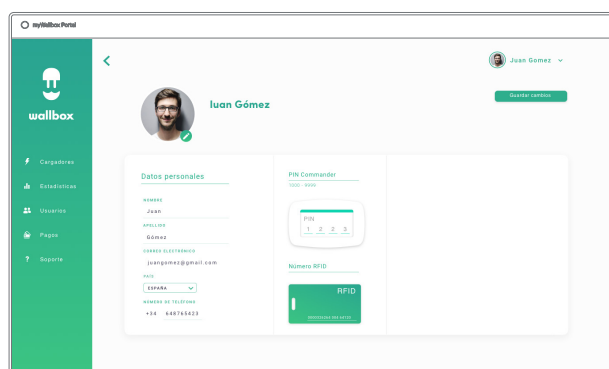 myWallbox Portal
Juan Gomez
Guardar cambios
wallbox
Juan Gómez
Cargadores
Estadísticas
Usuarios
Pagos
Soporte
Datos personales
NOMBRE
Juan
APELLIDO
Gómez
CORREO ELECTRÓNICO
juangomez@gmail.com
PAÍS
ESPAÑA
NÚMERO DE TELÉFONO
+34 648765423
PIN Commander
1000 - 9999
PIN
1 2 2 3
Número RFID
RFID